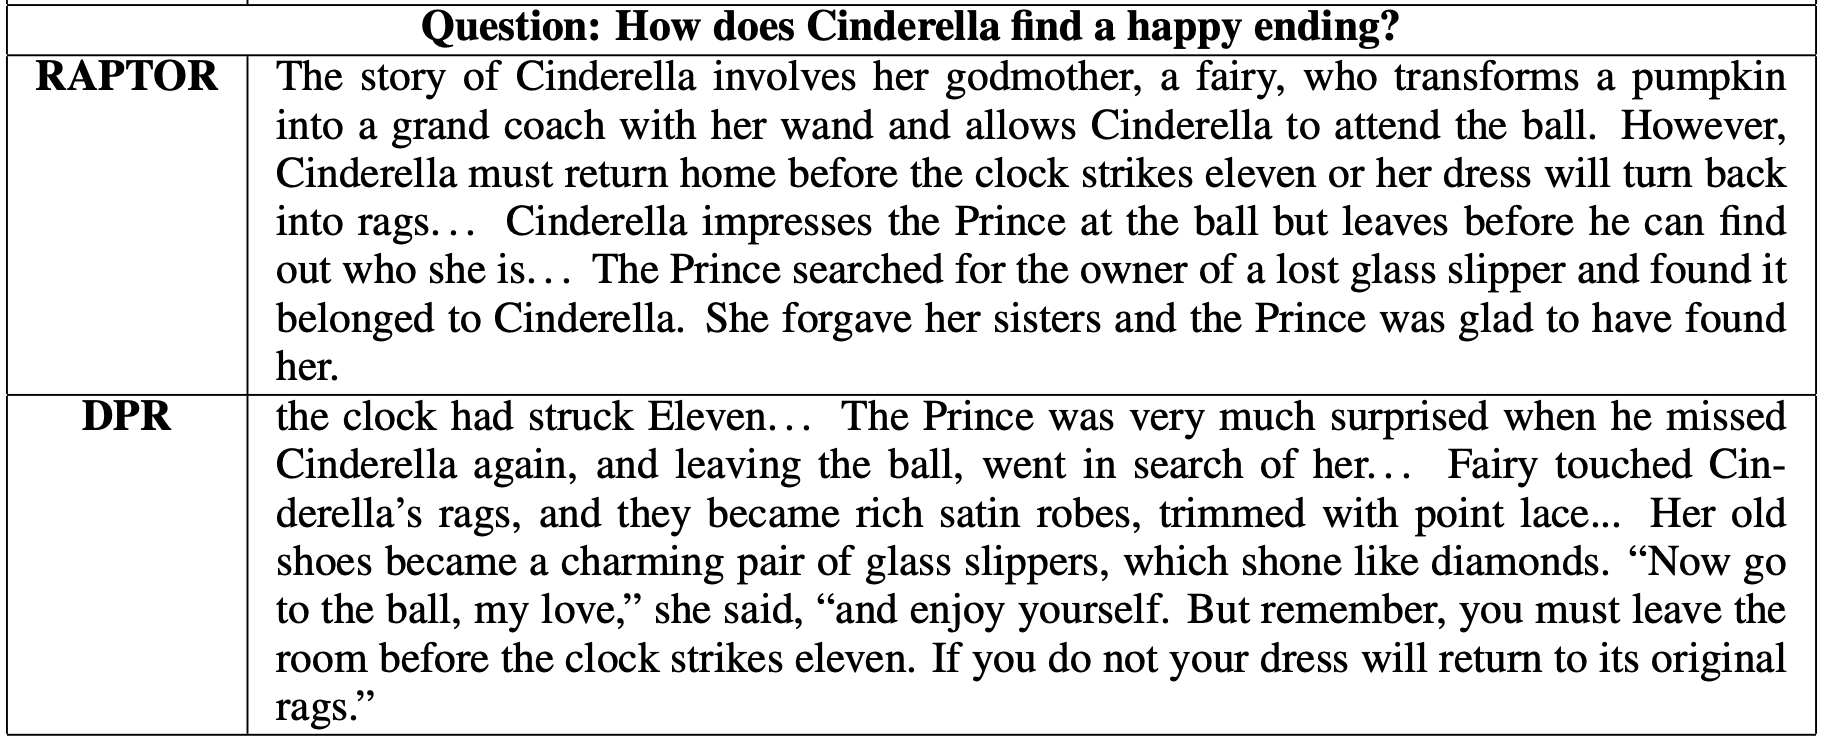 Question: How does Cinderella find a happy ending?
RAPTOR
The story of Cinderella involves her godmother, a fairy, who transforms a pumpkin
into a grand coach with her wand and allows Cinderella to attend the ball. However,
Cinderella must return home before the clock strikes eleven or her dress will turn back
into rags... Cinderella impresses the Prince at the ball but leaves before he can find
out who she is... The Prince searched for the owner of a lost glass slipper and found it
belonged to Cinderella. She forgave her sisters and the Prince was glad to have found
her.
DPR
the clock had struck Eleven... The Prince was very much surprised when he missed
Cinderella again, and leaving the ball, went in search of her... Fairy touched Cin-
derella’s rags, and they became rich satin robes, trimmed with point lace... Her old
shoes became a charming pair of glass slippers, which shone like diamonds. “Now go
to the ball, my love,” she said, “and enjoy yourself. But remember, you must leave the
room before the clock strikes eleven. If you do not your dress will return to its original
rags.”